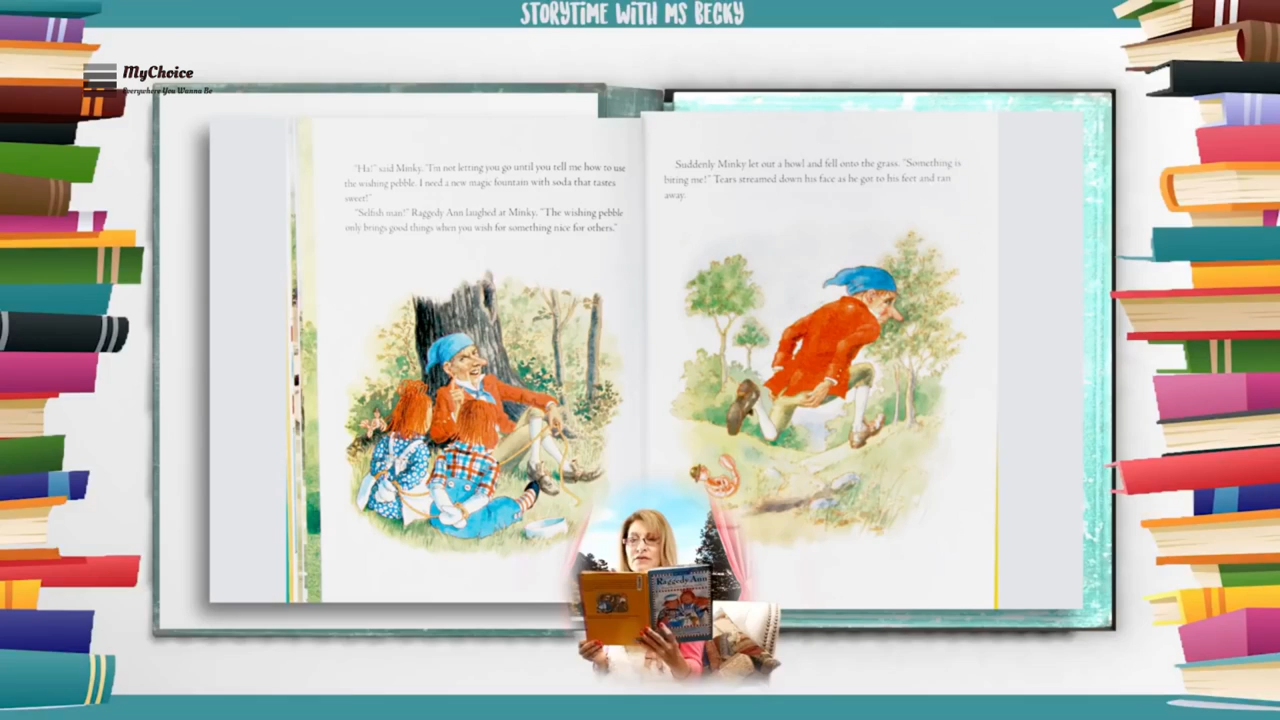 STORYTIME WITH MS BECKY
MyChoice
Everywhere You Wanna Be
"Ha!" said Minky. "I'm not letting you go until you tell me how to use
the wishing pebble. I need a new magic fountain with soda that tastes
sweet!"
"Selfish man!" Raggedy Ann laughed at Minky. "The wishing pebble
only brings good things when you wish for something nice for others."
Suddenly Minky let out a howl and fell onto the grass. "Something is
biting me!" Tears streamed down his face as he got to his feet and ran
away.
Raggedy Ann